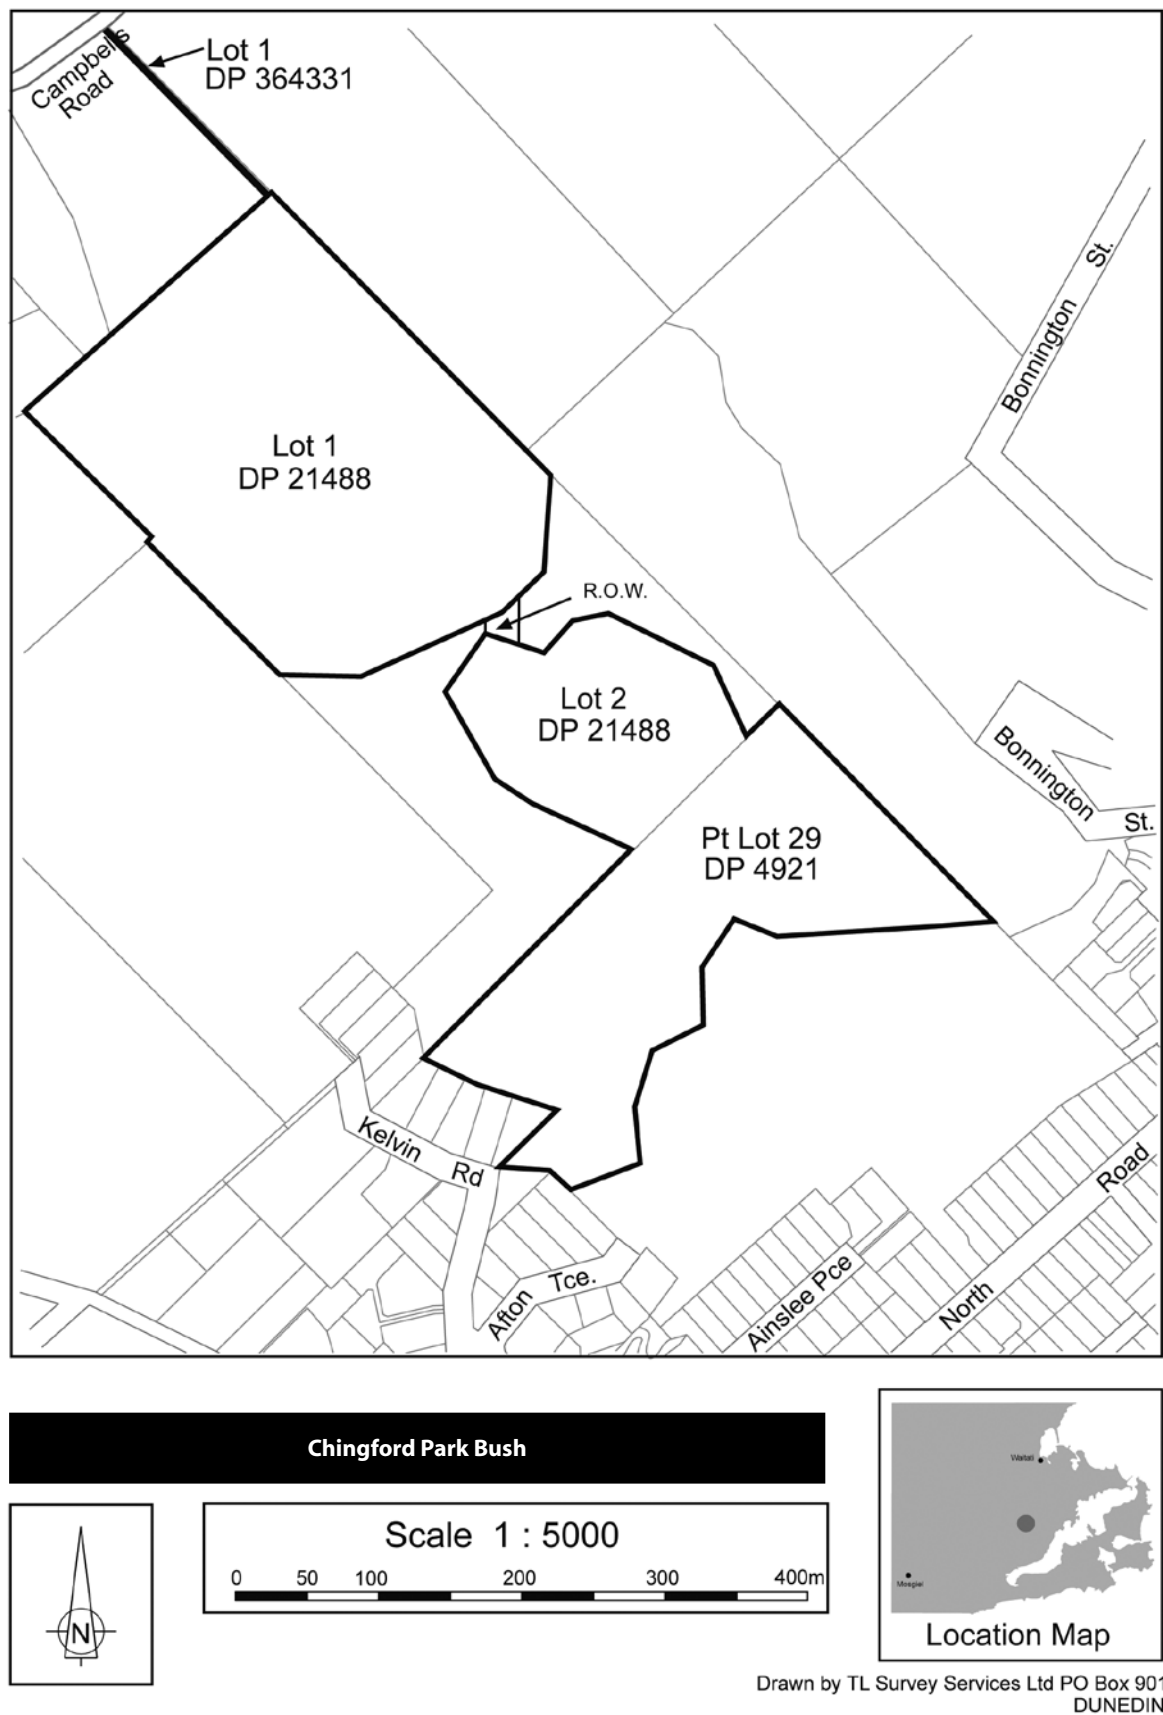 Campbells
Road
Lot 1
DP 364331
Bonnington St.
Lot 1
DP 21488
R.O.W.
Lot 2
DP 21488
Bonnington St.
Pt Lot 29
DP 4921
Kelvin Rd
Road
North
Afton Tce.
Ainslee Pce
Chingford Park Bush
N
Scale 1 : 5000
0 50 100 200 300 400m
Waitati
Mosgiel
Location Map
Drawn by TL Survey Services Ltd PO Box 901
DUNEDIN